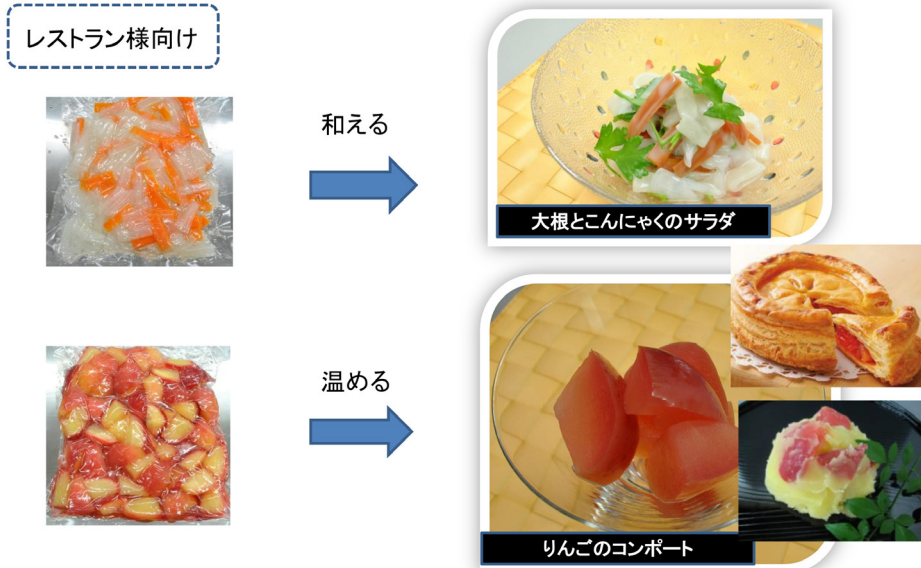 レストラン様向け
和える
大根とこんにゃくのサラダ
温める
りんごのコンポート